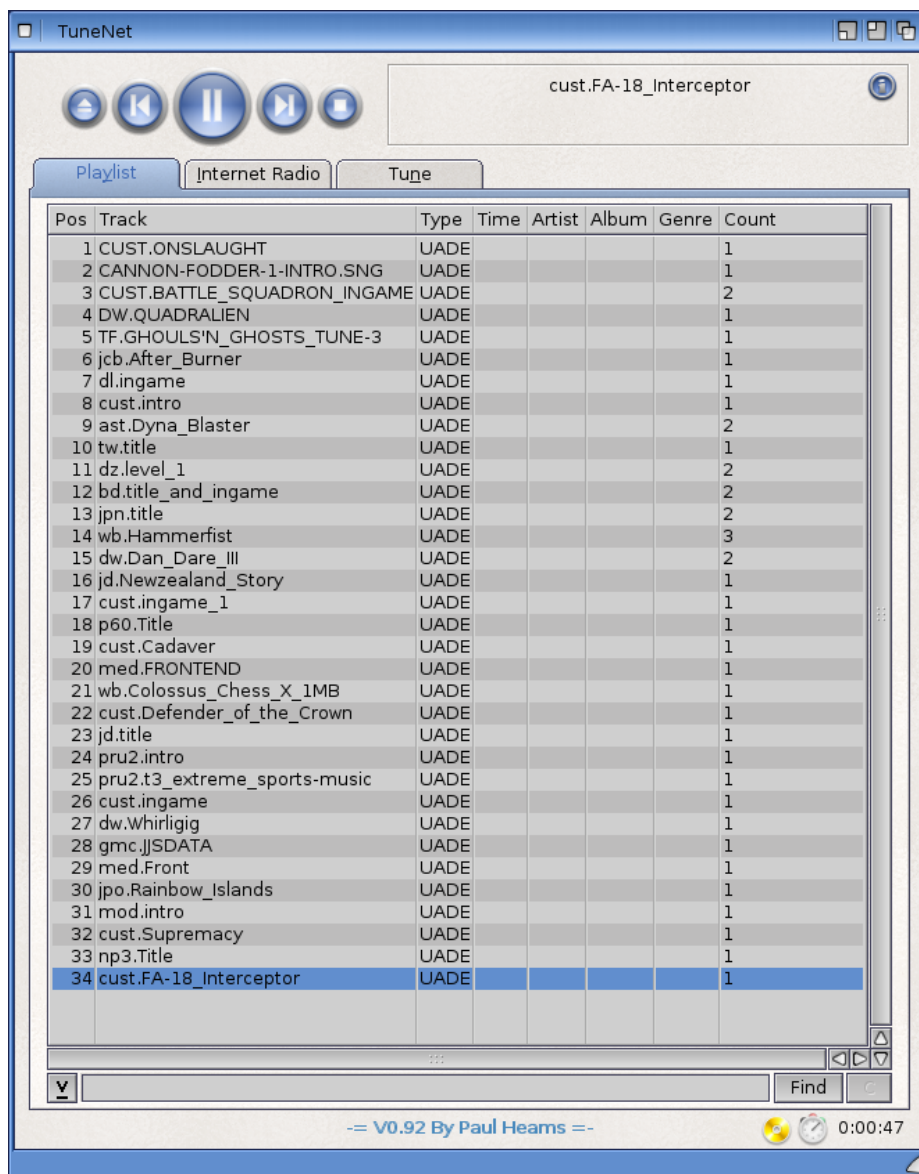 TuneNet
cust.FA-18_Interceptor
Playlist Internet Radio Tune
Pos Track Type Time Artist Album Genre Count
1 CUST.ONSLAUGHT UADE 1
2 CANNON-FODDER-1-INTRO.SNG UADE 1
3 CUST.BATTLE_SQUADRON_INGAME UADE 2
4 DW.QUADRALIEN UADE 1
5 TF.GHOULS'N_GHOSTS_TUNE-3 UADE 1
6 jcb.After_Burner UADE 1
7 dl.ingame UADE 1
8 cust.intro UADE 1
9 ast.Dyna_Blaster UADE 2
10 tw.title UADE 1
11 dz.level_1 UADE 2
12 bd.title_and_ingame UADE 2
13 jpn.title UADE 2
14 wb.Hammerfist UADE 3
15 dw.Dan_Dare_III UADE 2
16 jd.Newzealand_Story UADE 1
17 cust.ingame_1 UADE 1
18 p60.Title UADE 1
19 cust.Cadaver UADE 1
20 med.FRONTEND UADE 1
21 wb.Colossus_Chess_X_1MB UADE 1
22 cust.Defender_of_the_Crown UADE 1
23 jd.title UADE 1
24 pru2.intro UADE 1
25 pru2.t3_extreme_sports-music UADE 1
26 cust.ingame UADE 1
27 dw.Whirligig UADE 1
28 gmc.JJSDATA UADE 1
29 med.Front UADE 1
30 jpo.Rainbow_Islands UADE 1
31 mod.intro UADE 1
32 cust.Supremacy UADE 1
33 np3.Title UADE 1
34 cust.FA-18_Interceptor UADE 1
v Find C
-= V0.92 By Paul Heams =- 0:00:47